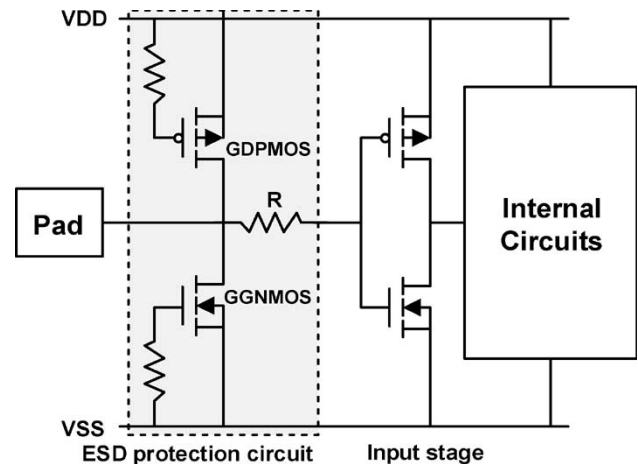 VDD
GDPMOS
R
Pad
Internal
Circuits
GGNMOS
VSS
ESD protection circuit
Input stage